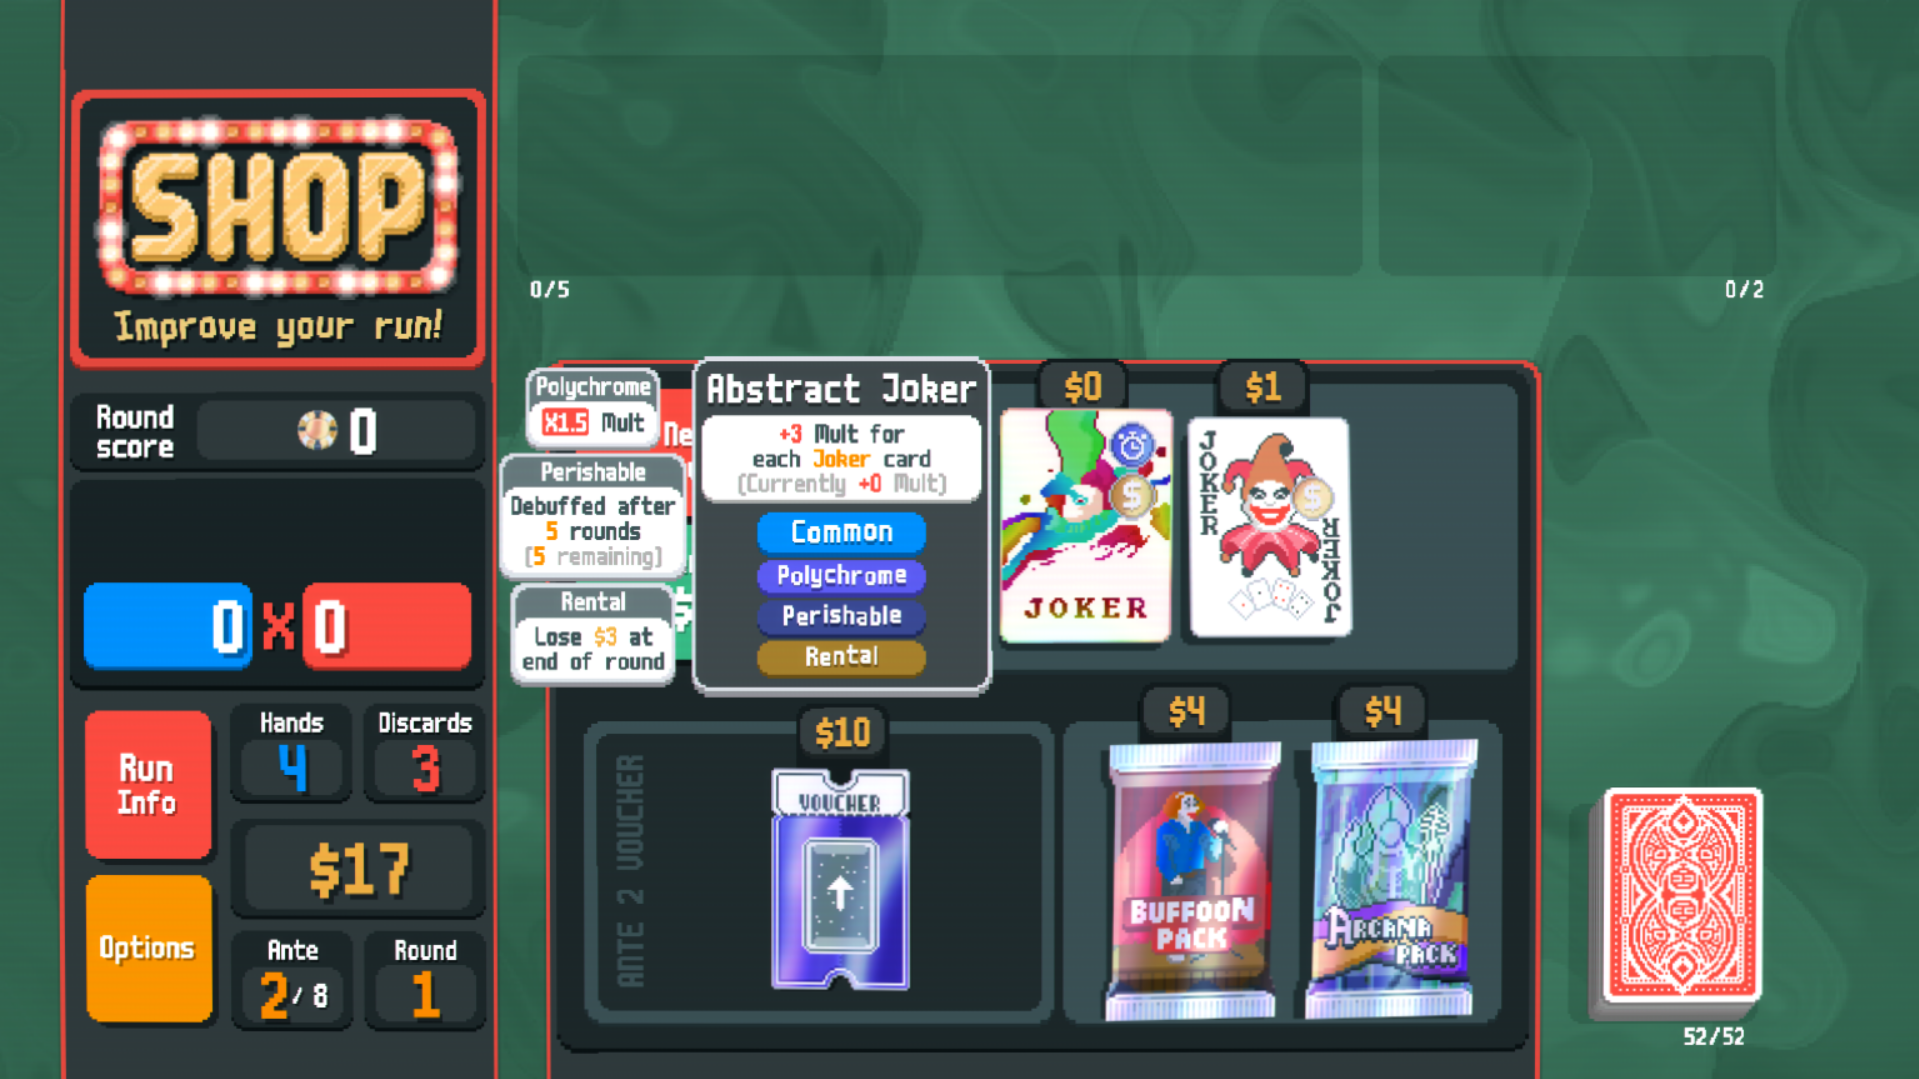 SHOP
Improve your run!
Round
score
0
0 X 0
Run
Info
Options
Hands
4
Discards
3
$17
Ante
2/8
Round
1
0/5
0/2
Polychrome
X1.5 Mult
Perishable
Debuffed after
5 rounds
(5 remaining)
Rental
Lose $3 at
end of round
Ne
$
Abstract Joker
+3 Mult for
each Joker card
(Currently +0 Mult)
Common
Polychrome
Perishable
Rental
$0
$
JOKER
$1
JOKER
$
JOKER
ANTE 2 VOUCHER
$10
VOUCHER
$4
BUFFOON
PACK
$4
ARCANA
PACK
52/52